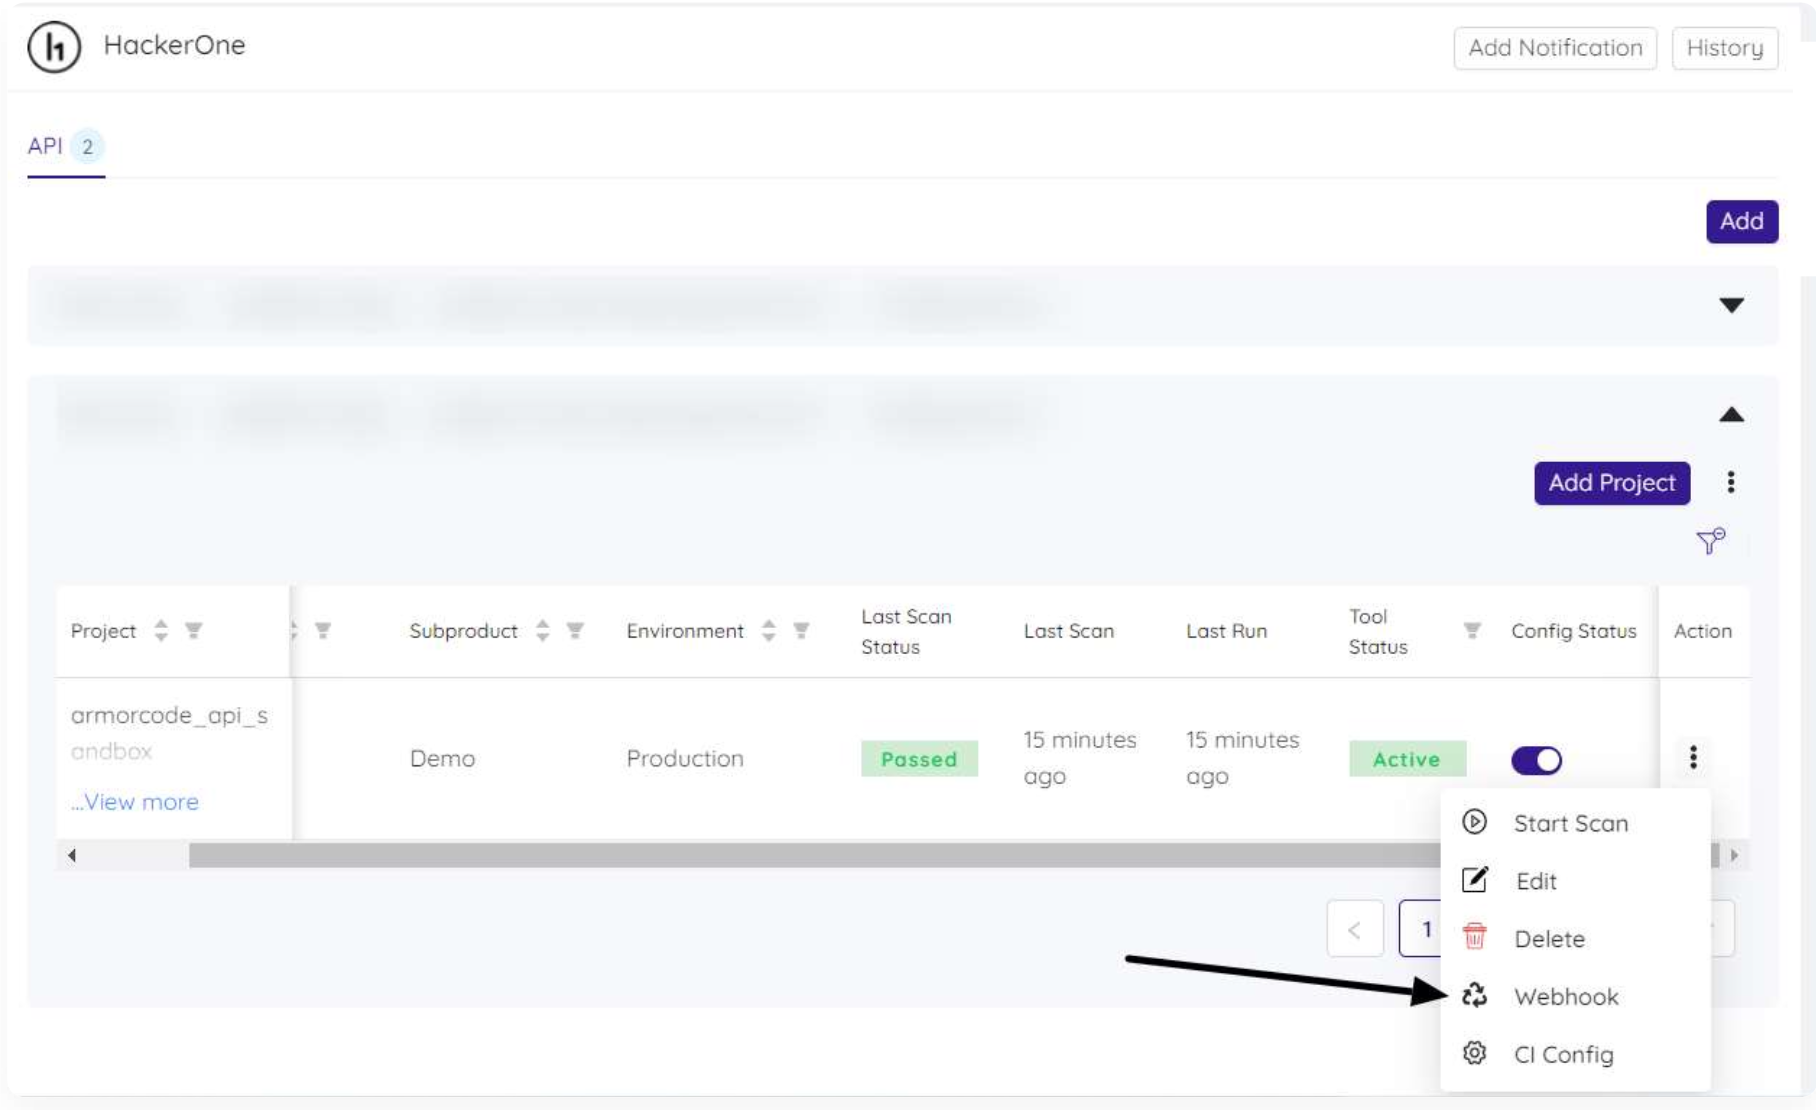 HackerOne
Add Notification
History
API 2
Add
Add Project
Project
Subproduct
Environment
Last Scan
Status
Last Scan
Last Run
Tool
Status
Config Status
Action
armorcode_api_s
andbox
...View more
Demo
Production
Passed
15 minutes
ago
15 minutes
ago
Active
Start Scan
Edit
Delete
Webhook
CI Config
<
1